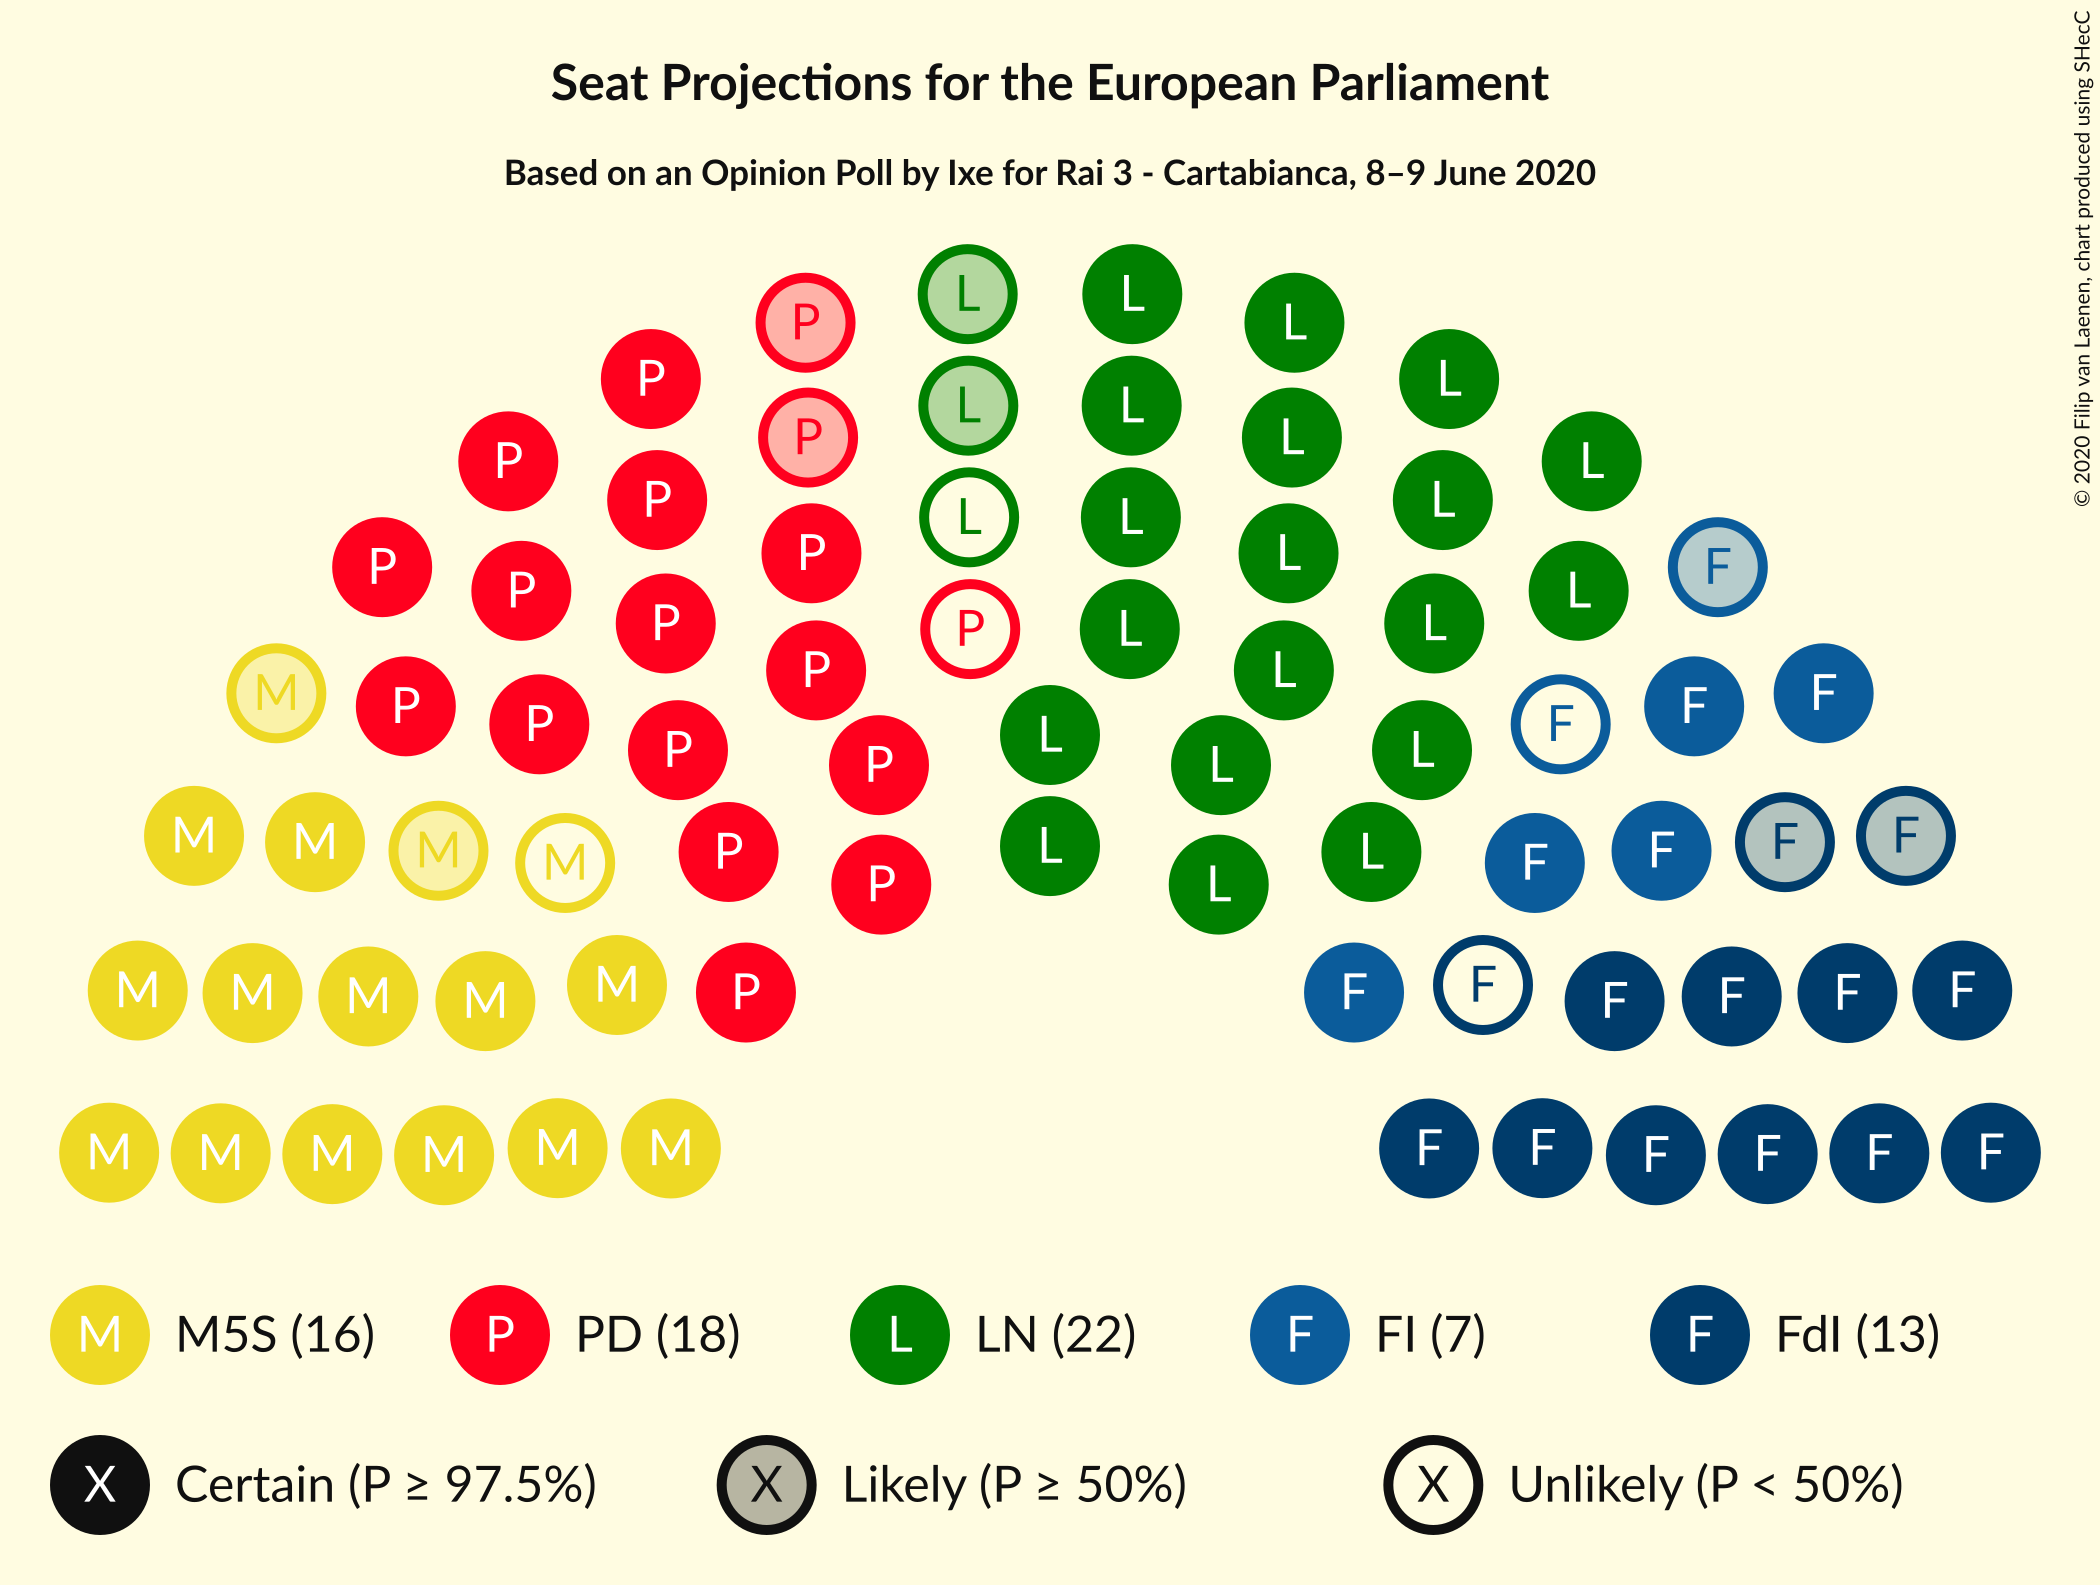 Seat Projections for the European Parliament
Based on an Opinion Poll by Ixe for Rai 3 - Cartabianca, 8–9 June 2020
© 2020 Filip van Laenen, chart produced using SHecC
L L
P L
P L
L L
P L
P L
P L
P L L
P L
P L
P F
P L
P L
P L
P L
M F
P F
P F
P L
L
P L
M F
M F
M F
M F
P L
L
P L
M F
M F
M F
M F
M F
P F
M F
M F
M F
M F
M F
M F
M M5S (16) P PD (18) L LN (22) F FI (7) F FdI (13)
X Certain (P ≥ 97.5%) X Likely (P ≥ 50%) X Unlikely (P < 50%)